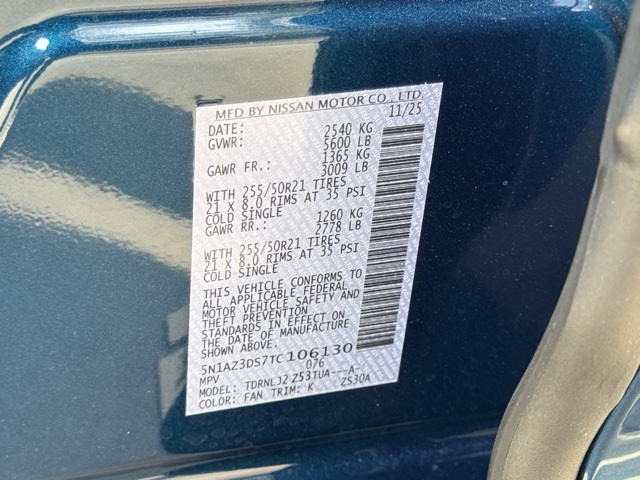 MFD BY NISSAN MOTOR CO., LTD.
DATE: 11/25
GVWR: 2540 KG
5600 LB
GAWR FR.: 1365 KG
3009 LB
WITH 255/50R21 TIRES
21 X 8.0 RIMS AT 35 PSI
COLD SINGLE
GAWR RR.: 1260 KG
2778 LB
WITH 255/50R21 TIRES
21 X 8.0 RIMS AT 35 PSI
COLD SINGLE
THIS VEHICLE CONFORMS TO
ALL APPLICABLE FEDERAL
MOTOR VEHICLE SAFETY AND
THEFT PREVENTION
STANDARDS IN EFFECT ON
THE DATE OF MANUFACTURE
SHOWN ABOVE.
5N1AZ3DS7TC106130
MPV 076
MODEL: TDRNLJ2 Z53TUA---A-
COLOR: FAN TRIM: K ZS30A